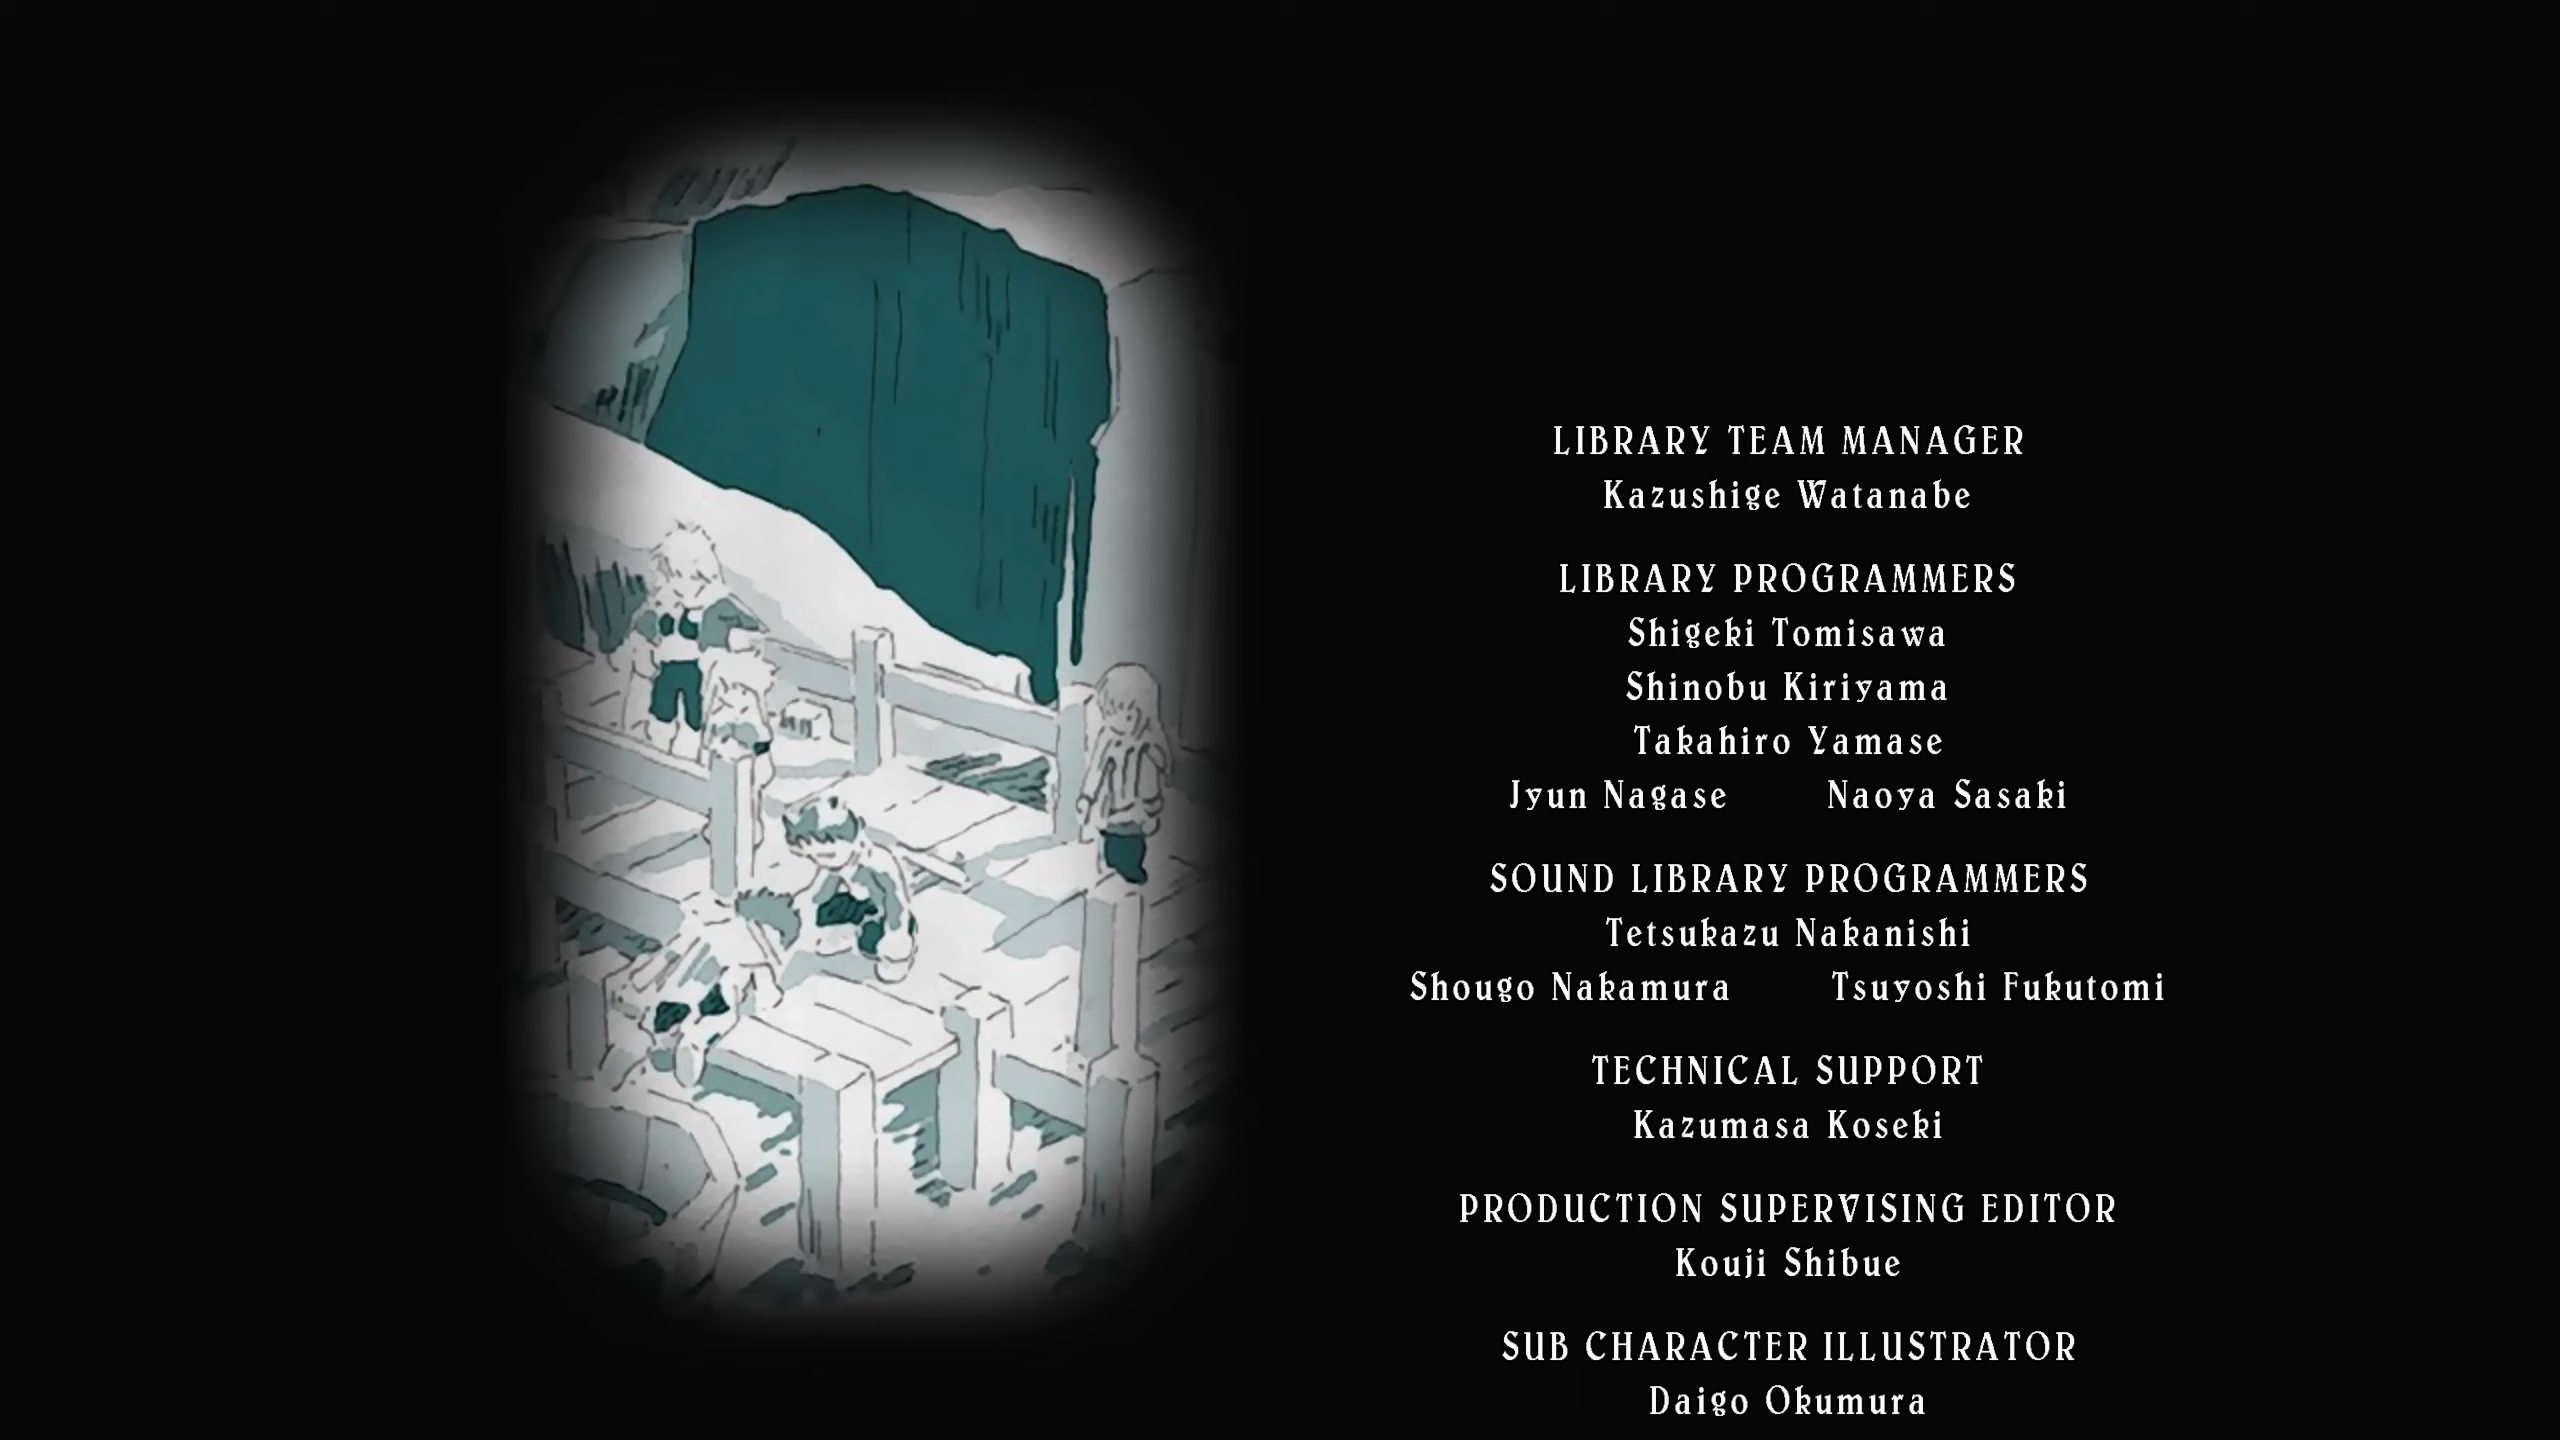 LIBRARY TEAM MANAGER
Kazushige Watanabe
LIBRARY PROGRAMMERS
Shigeki Tomisawa
Shinobu Kiriyama
Takahiro Yamase
Jyun Nagase Naoya Sasaki
SOUND LIBRARY PROGRAMMERS
Tetsukazu Nakanishi
Shougo Nakamura Tsuyoshi Fukutomi
TECHNICAL SUPPORT
Kazumasa Koseki
PRODUCTION SUPERVISING EDITOR
Kouji Shibue
SUB CHARACTER ILLUSTRATOR
Daigo Okumura